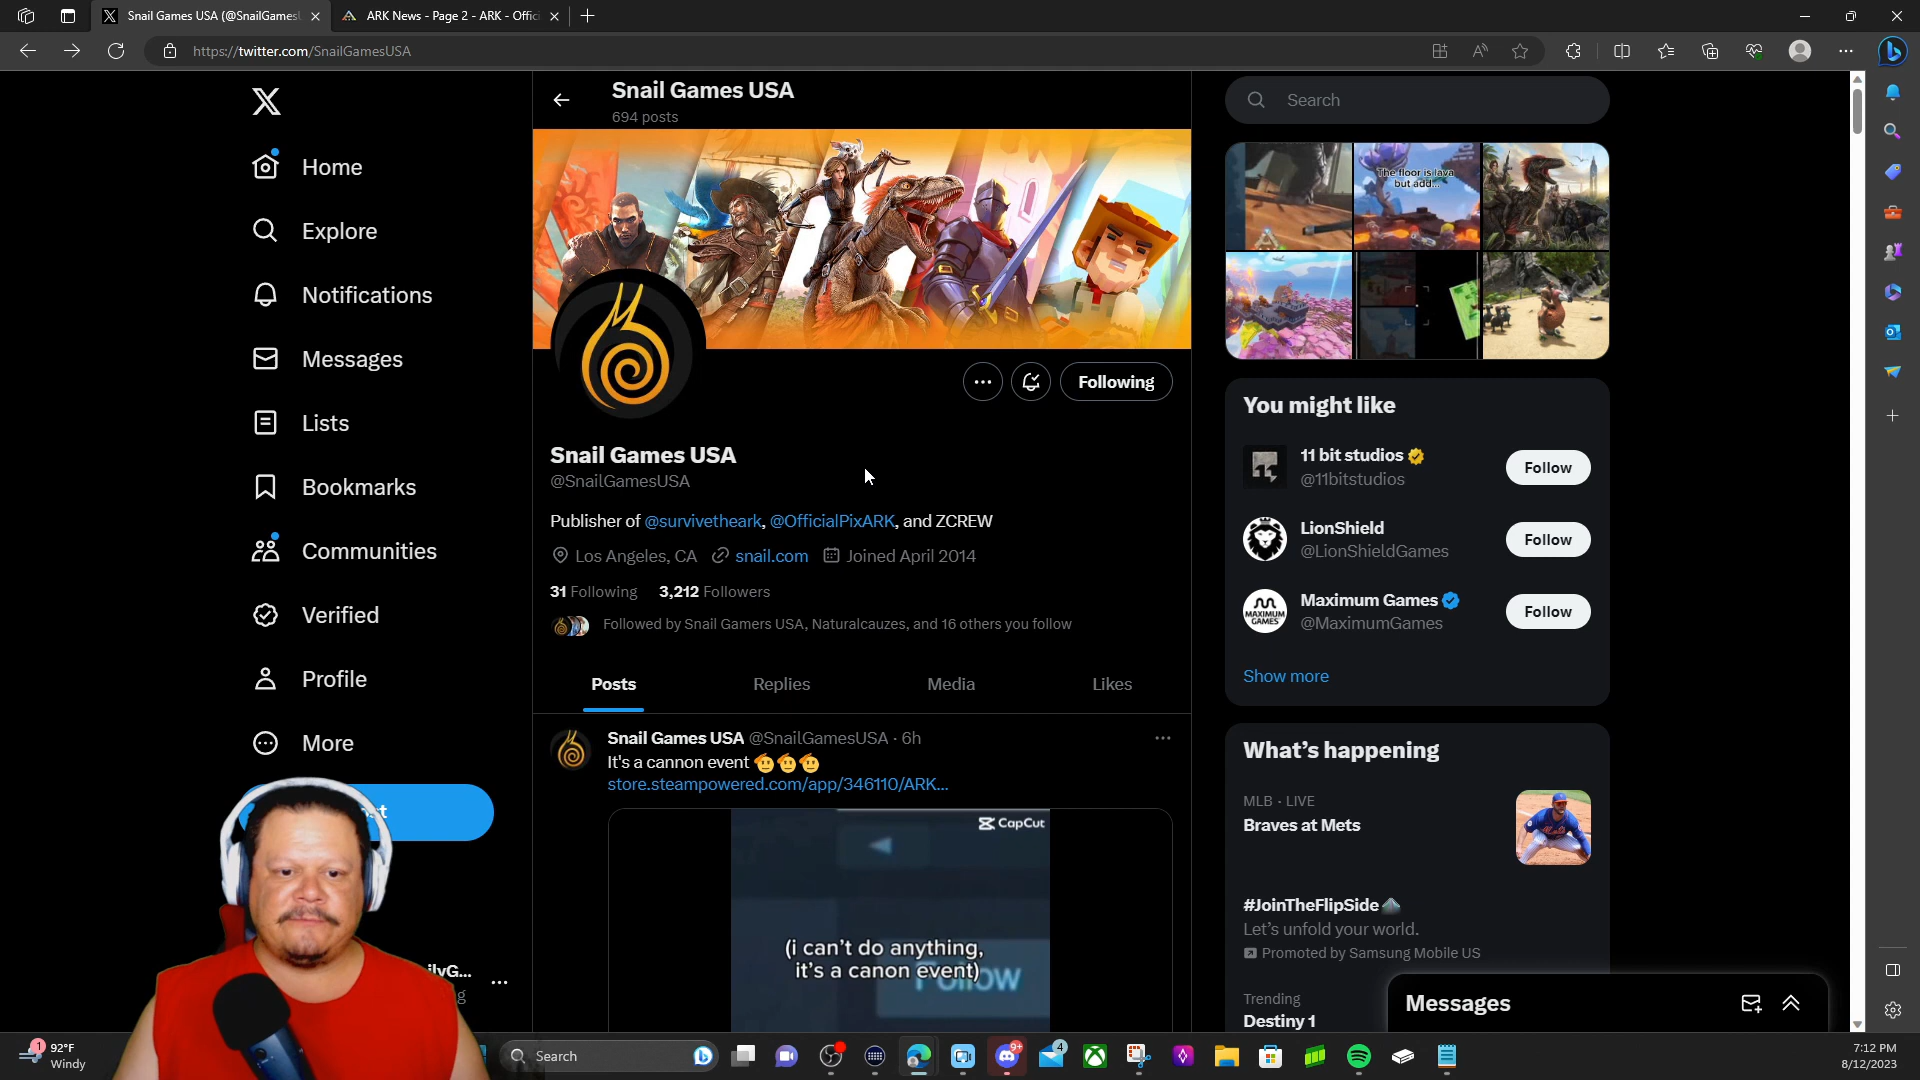 Snail Games USA (@SnailGamesU
ARK News - Page 2 - ARK - Offic
https://twitter.com/SnailGamesUSA
Snail Games USA
694 posts
Search
Home
Explore
Notifications
Messages
Lists
Bookmarks
Communities
Verified
Profile
More
The floor is lava
but add...
Following
Snail Games USA
@SnailGamesUSA
Publisher of @survivetheark, @OfficialPixARK, and ZCREW
Los Angeles, CA snail.com Joined April 2014
31 Following 3,212 Followers
Followed by Snail Gamers USA, Naturalcauzes, and 16 others you follow
Posts Replies Media Likes
Snail Games USA @SnailGamesUSA · 6h
It's a cannon event 🫡🫡🫡
store.steampowered.com/app/346110/ARK...
CapCut
(i can't do anything,
it's a canon event)
Follow
You might like
11 bit studios
@11bitstudios
Follow
LionShield
@LionShieldGames
Follow
MAXIMUM
GAMES
Maximum Games
@MaximumGames
Follow
Show more
What's happening
MLB · LIVE
Braves at Mets
#JoinTheFlipSide
Let's unfold your world.
Promoted by Samsung Mobile US
Trending
Destiny 1
Messages
1
92°F
Windy
Search
9+
4
7:12 PM
8/12/2023